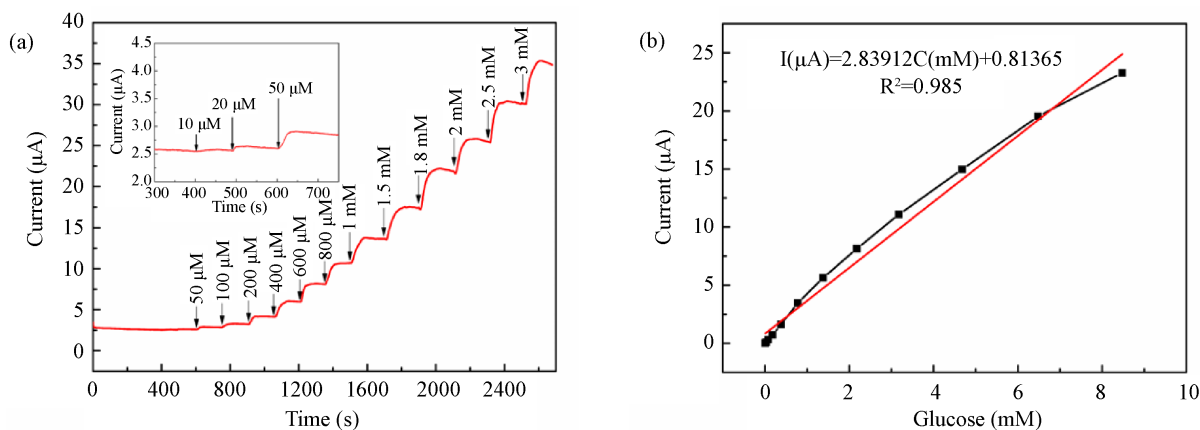 (a)
40
35
30
25
20
15
10
5
0
Current (μA)
0 400 800 1200 1600 2000 2400
Time (s)
50 μM
100 μM
200 μM
400 μM
600 μM
800 μM
1 mM
1.5 mM
1.8 mM
2 mM
2.5 mM
3 mM
4.5
4.0
3.5
3.0
2.5
2.0
Current (μA)
10 μM
20 μM
50 μM
300 400 500 600 700
Time (s)
(b)
25
20
15
10
5
0
Current (μA)
I(μA)=2.83912C(mM)+0.81365
R²=0.985
0 2 4 6 8 10
Glucose (mM)